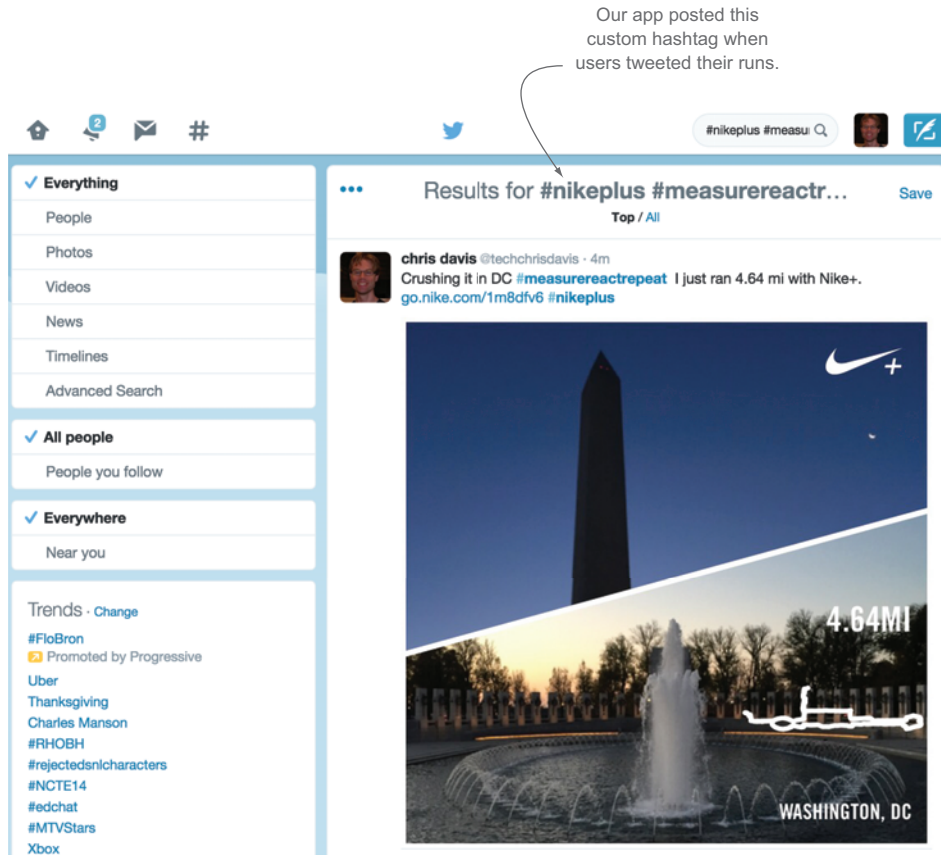 Our app posted this
custom hashtag when
users tweeted their runs.
2
#nikeplus #measu
Everything
People
Photos
Videos
News
Timelines
Advanced Search
All people
People you follow
Everywhere
Near you
Trends · Change
#FloBron
Promoted by Progressive
Uber
Thanksgiving
Charles Manson
#RHOBH
#rejectedsnlcharacters
#NCTE14
#edchat
#MTVStars
Xbox
Results for #nikeplus #measurereactr...
Save
Top / All
chris davis @techchrisdavis · 4m
Crushing it in DC #measurereactrepeat I just ran 4.64 mi with Nike+.
go.nike.com/1m8dfv6 #nikeplus
+
4.64MI
WASHINGTON, DC